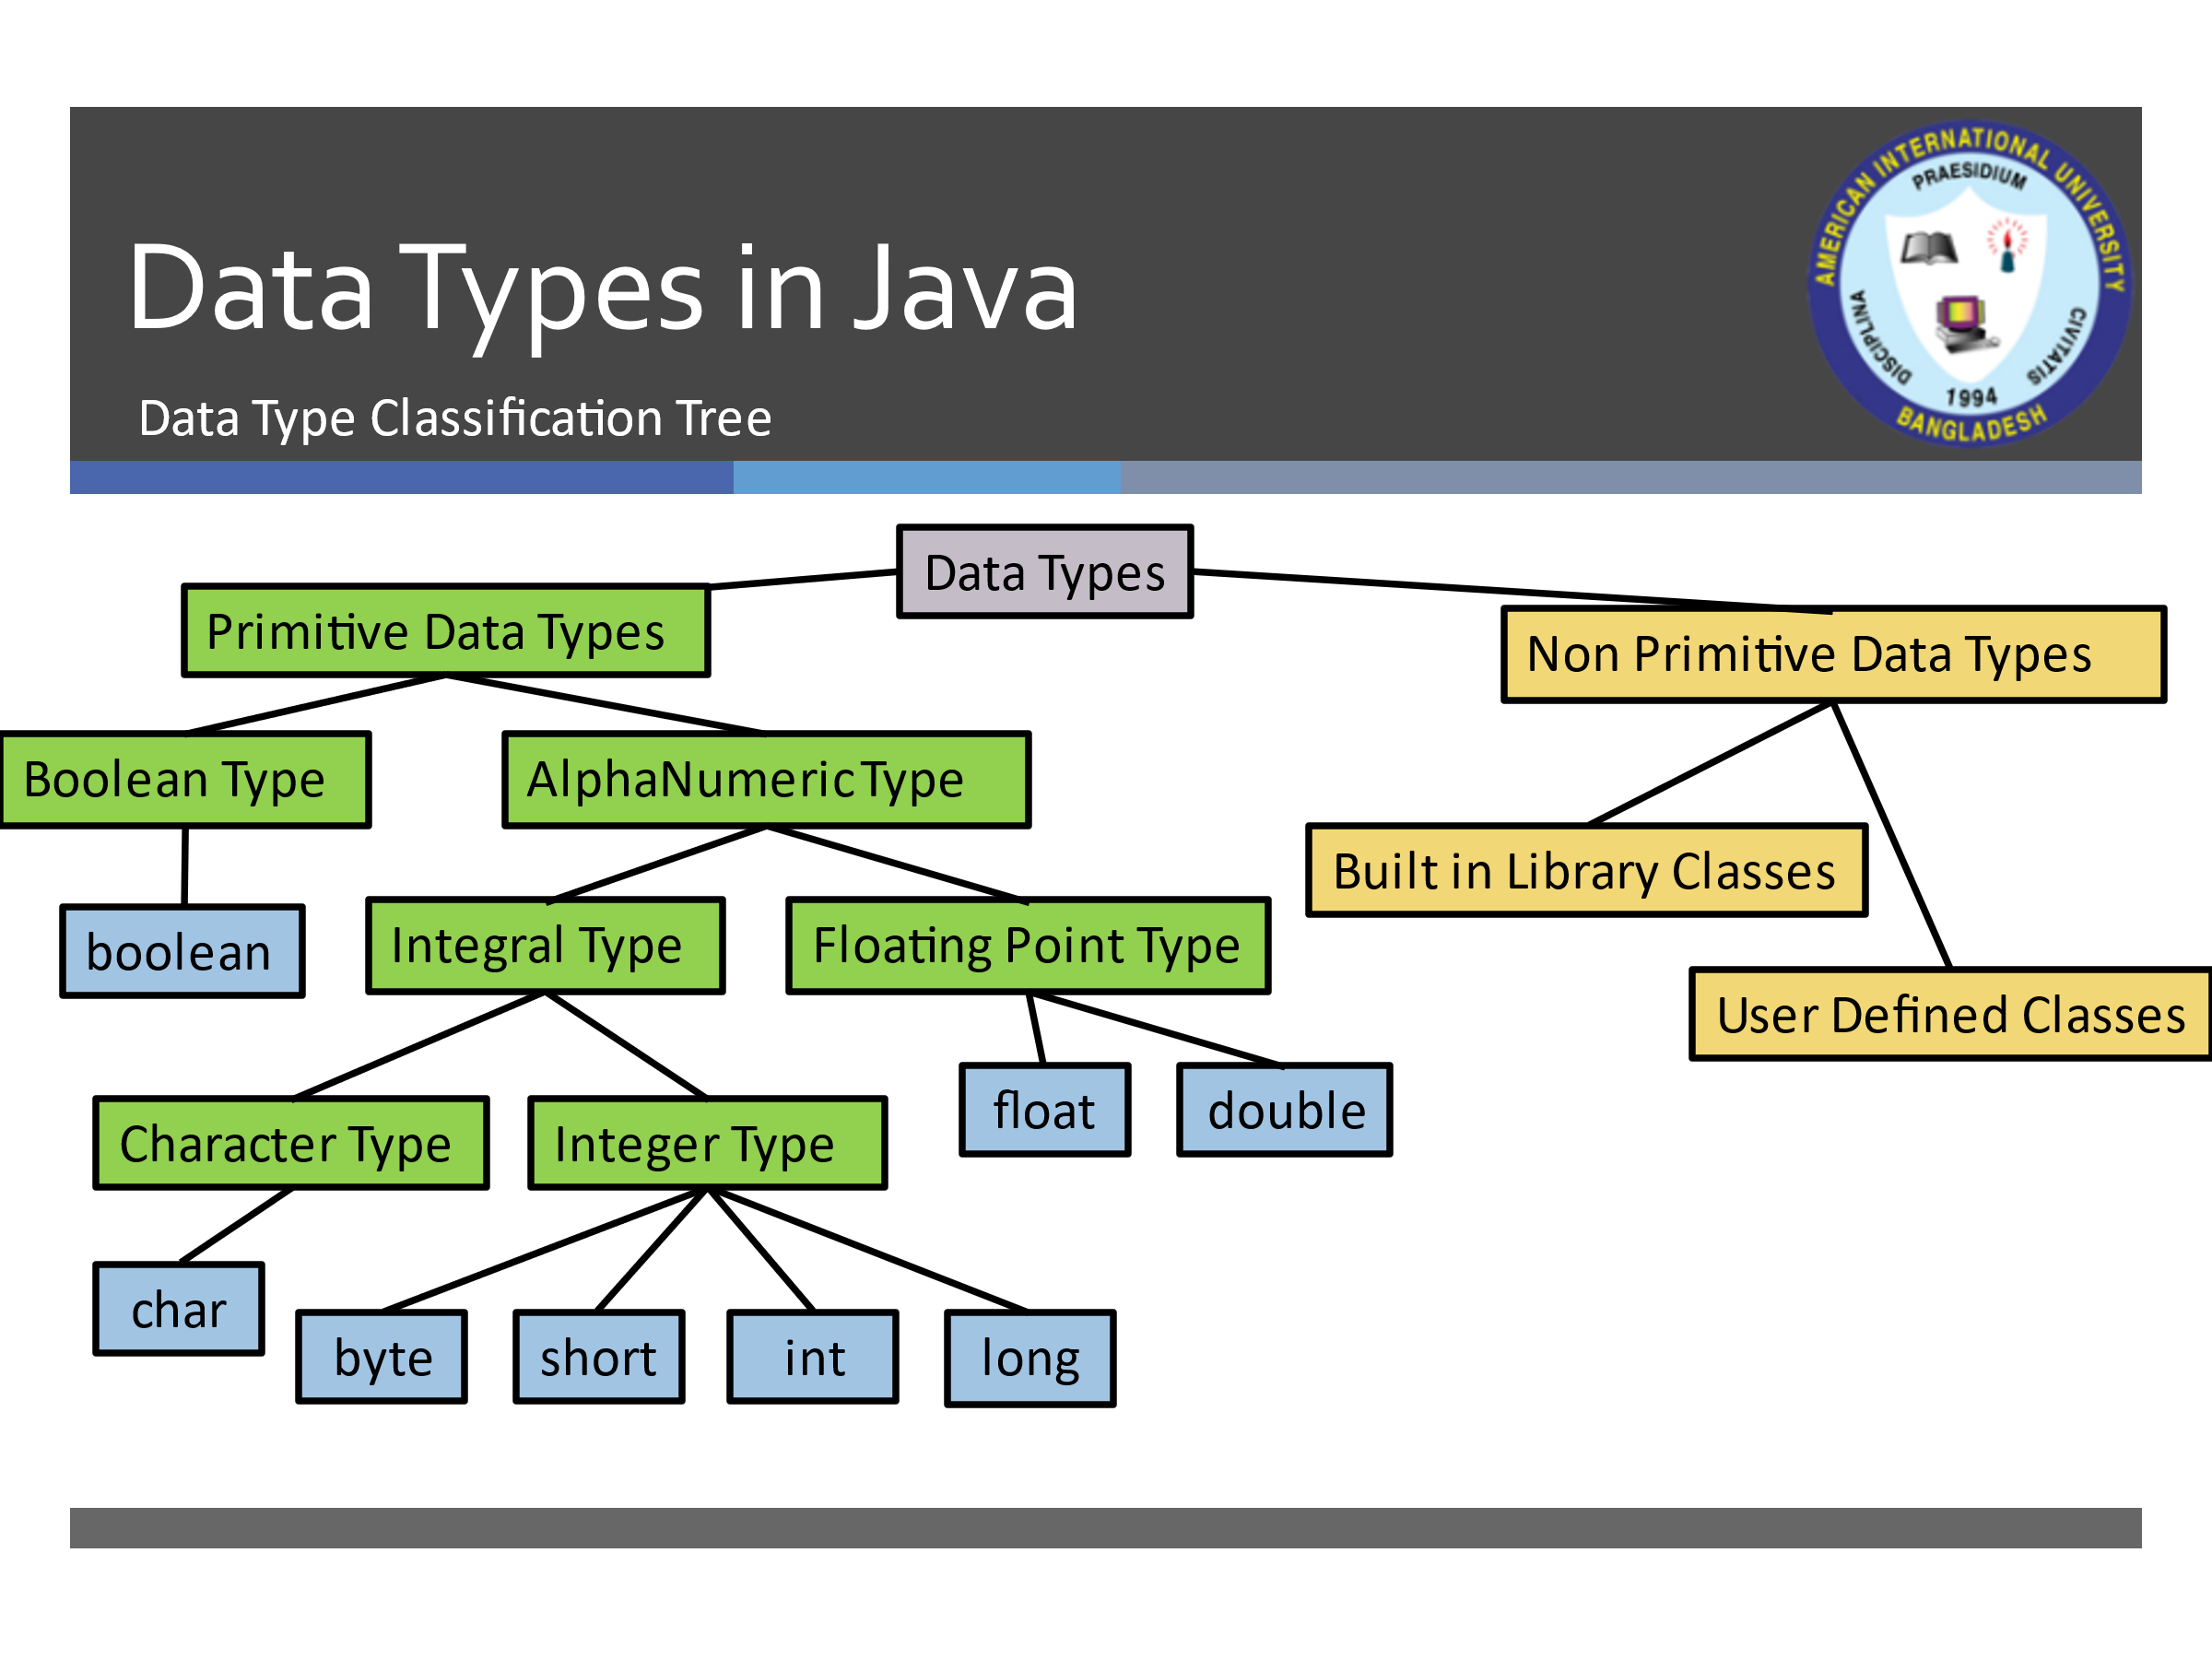 Data Types in Java
Data Type Classification Tree
AMERICAN INTERNATIONAL UNIVERSITY
PRAESIDIUM
DISCIPLINA
CIVITATIS
1994
BANGLADESH
Data Types
Primitive Data Types
Non Primitive Data Types
Boolean Type
AlphaNumeric Type
Built in Library Classes
boolean
Integral Type
Floating Point Type
User Defined Classes
float
double
Character Type
Integer Type
char
byte
short
int
long